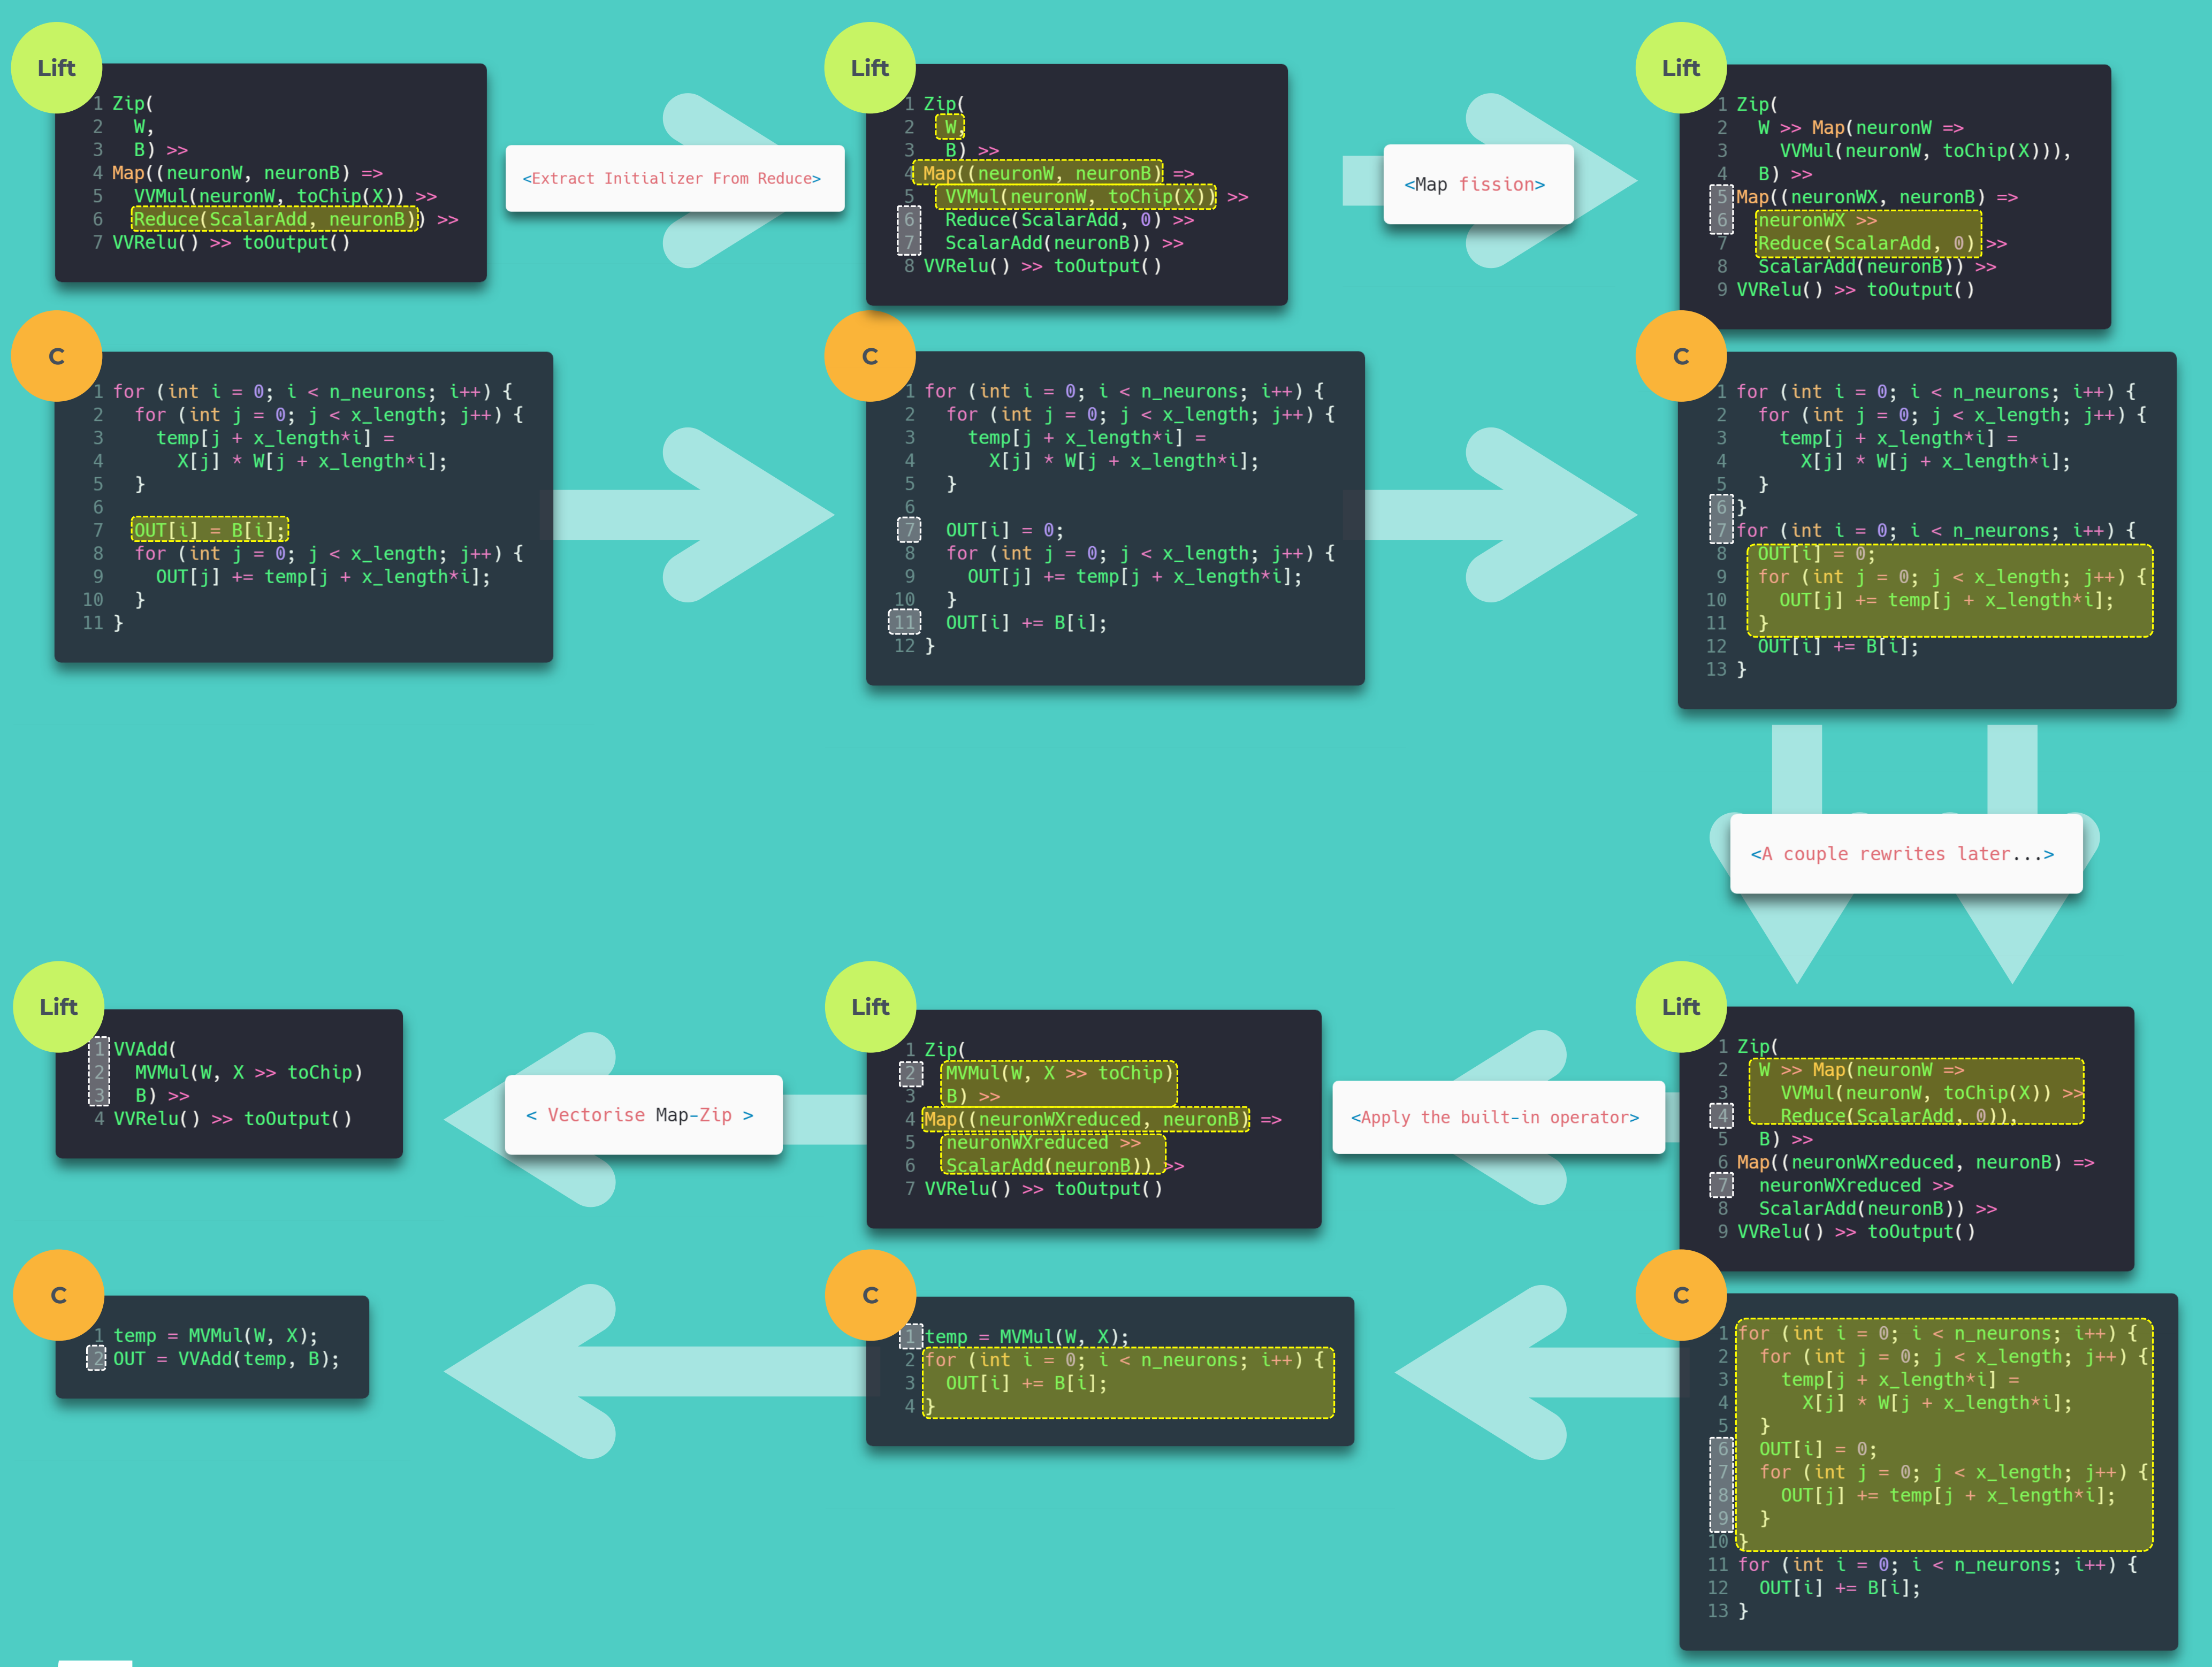 Lift
1 Zip(
2   W,
3   B) >>
4 Map((neuronW, neuronB) =>
5   VVMul(neuronW, toChip(X)) >>
6   Reduce(ScalarAdd, neuronB)) >>
7 VVRelu() >> toOutput()
<Extract Initializer From Reduce>
Lift
1 Zip(
2   W,
3   B) >>
4 Map((neuronW, neuronB) =>
5   VVMul(neuronW, toChip(X)) >>
6   Reduce(ScalarAdd, 0) >>
7   ScalarAdd(neuronB)) >>
8 VVRelu() >> toOutput()
<Map fission>
Lift
1 Zip(
2   W >> Map(neuronW =>
3     VVMul(neuronW, toChip(X))),
4   B) >>
5 Map((neuronWX, neuronB) =>
6   neuronWX >>
7   Reduce(ScalarAdd, 0) >>
8   ScalarAdd(neuronB)) >>
9 VVRelu() >> toOutput()
C
1 for (int i = 0; i < n_neurons; i++) {
2   for (int j = 0; j < x_length; j++) {
3     temp[j + x_length*i] =
4       X[j] * W[j + x_length*i];
5   }
6
7   OUT[i] = B[i];
8   for (int j = 0; j < x_length; j++) {
9     OUT[j] += temp[j + x_length*i];
10   }
11 }
C
1 for (int i = 0; i < n_neurons; i++) {
2   for (int j = 0; j < x_length; j++) {
3     temp[j + x_length*i] =
4       X[j] * W[j + x_length*i];
5   }
6
7   OUT[i] = 0;
8   for (int j = 0; j < x_length; j++) {
9     OUT[j] += temp[j + x_length*i];
10   }
11   OUT[i] += B[i];
12 }
C
1 for (int i = 0; i < n_neurons; i++) {
2   for (int j = 0; j < x_length; j++) {
3     temp[j + x_length*i] =
4       X[j] * W[j + x_length*i];
5   }
6 }
7 for (int i = 0; i < n_neurons; i++) {
8   OUT[i] = 0;
9   for (int j = 0; j < x_length; j++) {
10     OUT[j] += temp[j + x_length*i];
11   }
12   OUT[i] += B[i];
13 }
<A couple rewrites later...>
Lift
1 VVAdd(
2   MVMul(W, X >> toChip)
3   B) >>
4 VVRelu() >> toOutput()
< Vectorise Map-Zip >
Lift
1 Zip(
2   MVMul(W, X >> toChip)
3   B) >>
4 Map((neuronWXreduced, neuronB) =>
5   neuronWXreduced >>
6   ScalarAdd(neuronB)) >>
7 VVRelu() >> toOutput()
<Apply the built-in operator>
Lift
1 Zip(
2   W >> Map(neuronW =>
3     VVMul(neuronW, toChip(X)) >>
4     Reduce(ScalarAdd, 0)),
5   B) >>
6 Map((neuronWXreduced, neuronB) =>
7   neuronWXreduced >>
8   ScalarAdd(neuronB)) >>
9 VVRelu() >> toOutput()
C
1 temp = MVMul(W, X);
2 OUT = VVAdd(temp, B);
C
1 temp = MVMul(W, X);
2 for (int i = 0; i < n_neurons; i++) {
3   OUT[i] += B[i];
4 }
C
1 for (int i = 0; i < n_neurons; i++) {
2   for (int j = 0; j < x_length; j++) {
3     temp[j + x_length*i] =
4       X[j] * W[j + x_length*i];
5   }
6   OUT[i] = 0;
7   for (int j = 0; j < x_length; j++) {
8     OUT[j] += temp[j + x_length*i];
9   }
10 }
11 for (int i = 0; i < n_neurons; i++) {
12   OUT[i] += B[i];
13 }